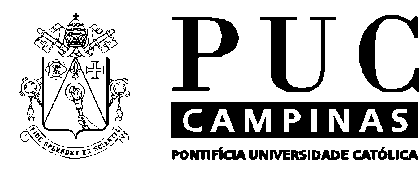 PUC
CAMPINAS
PONTIFÍCIA UNIVERSIDADE CATÓLICA